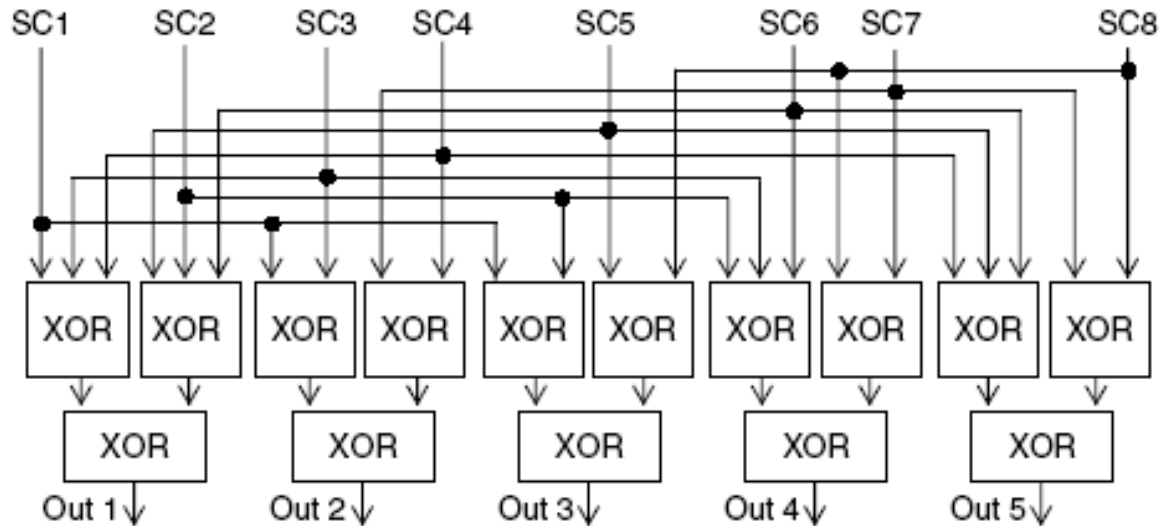 SC1 SC2 SC3 SC4 SC5 SC6 SC7 SC8
XOR XOR XOR XOR XOR XOR XOR XOR XOR XOR
XOR XOR XOR XOR XOR
Out 1 Out 2 Out 3 Out 4 Out 5